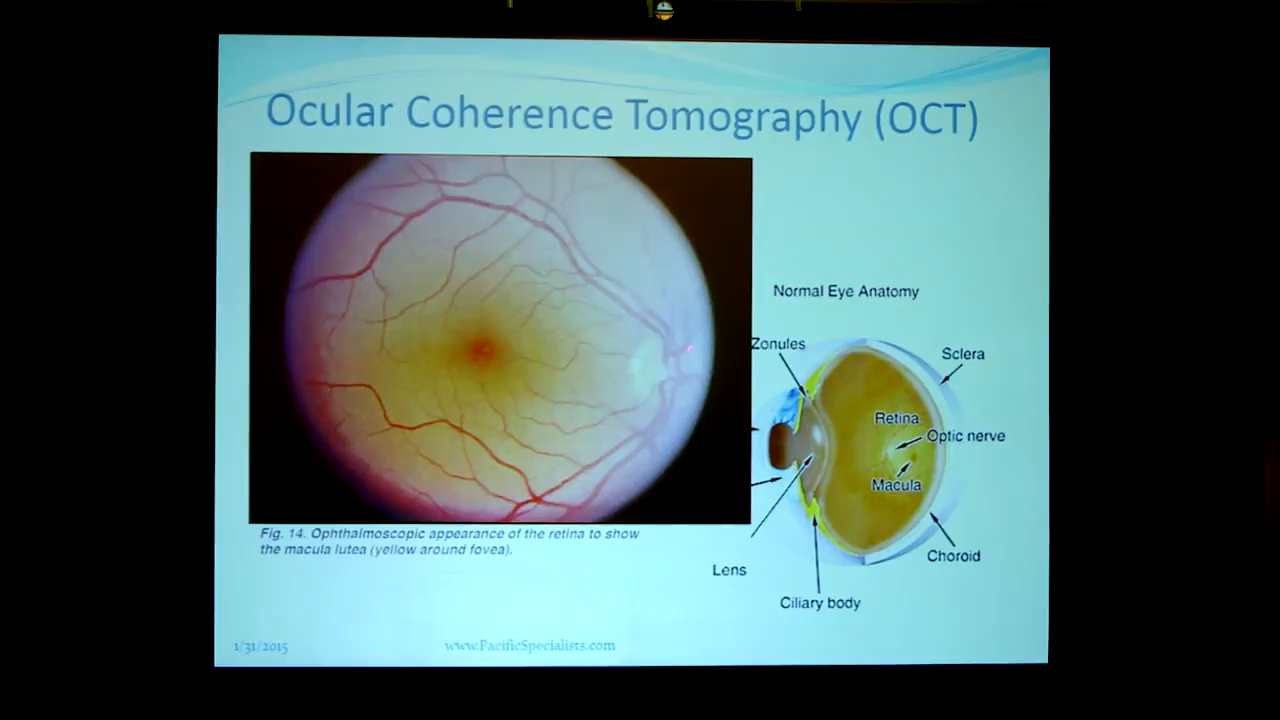 Ocular Coherence Tomography (OCT)
Normal Eye Anatomy
Zonules
Sclera
Retina
Optic nerve
Macula
Fig. 14. Ophthalmoscopic appearance of the retina to show
the macula lutea (yellow around fovea).
Choroid
Lens
Ciliary body
1/31/2015
www.PacificSpecialists.com